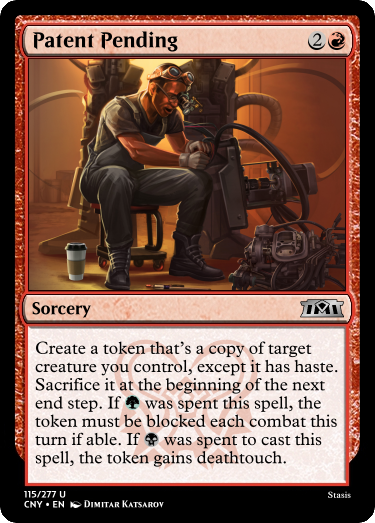 Patent Pending 2
Sorcery
Create a token that's a copy of target
creature you control, except it has haste.
Sacrifice it at the beginning of the next
end step. If was spent this spell, the
token must be blocked each combat this
turn if able. If was spent to cast this
spell, the token gains deathtouch.
115/277 U
Stasis
CNY • EN Dimitar Katsarov